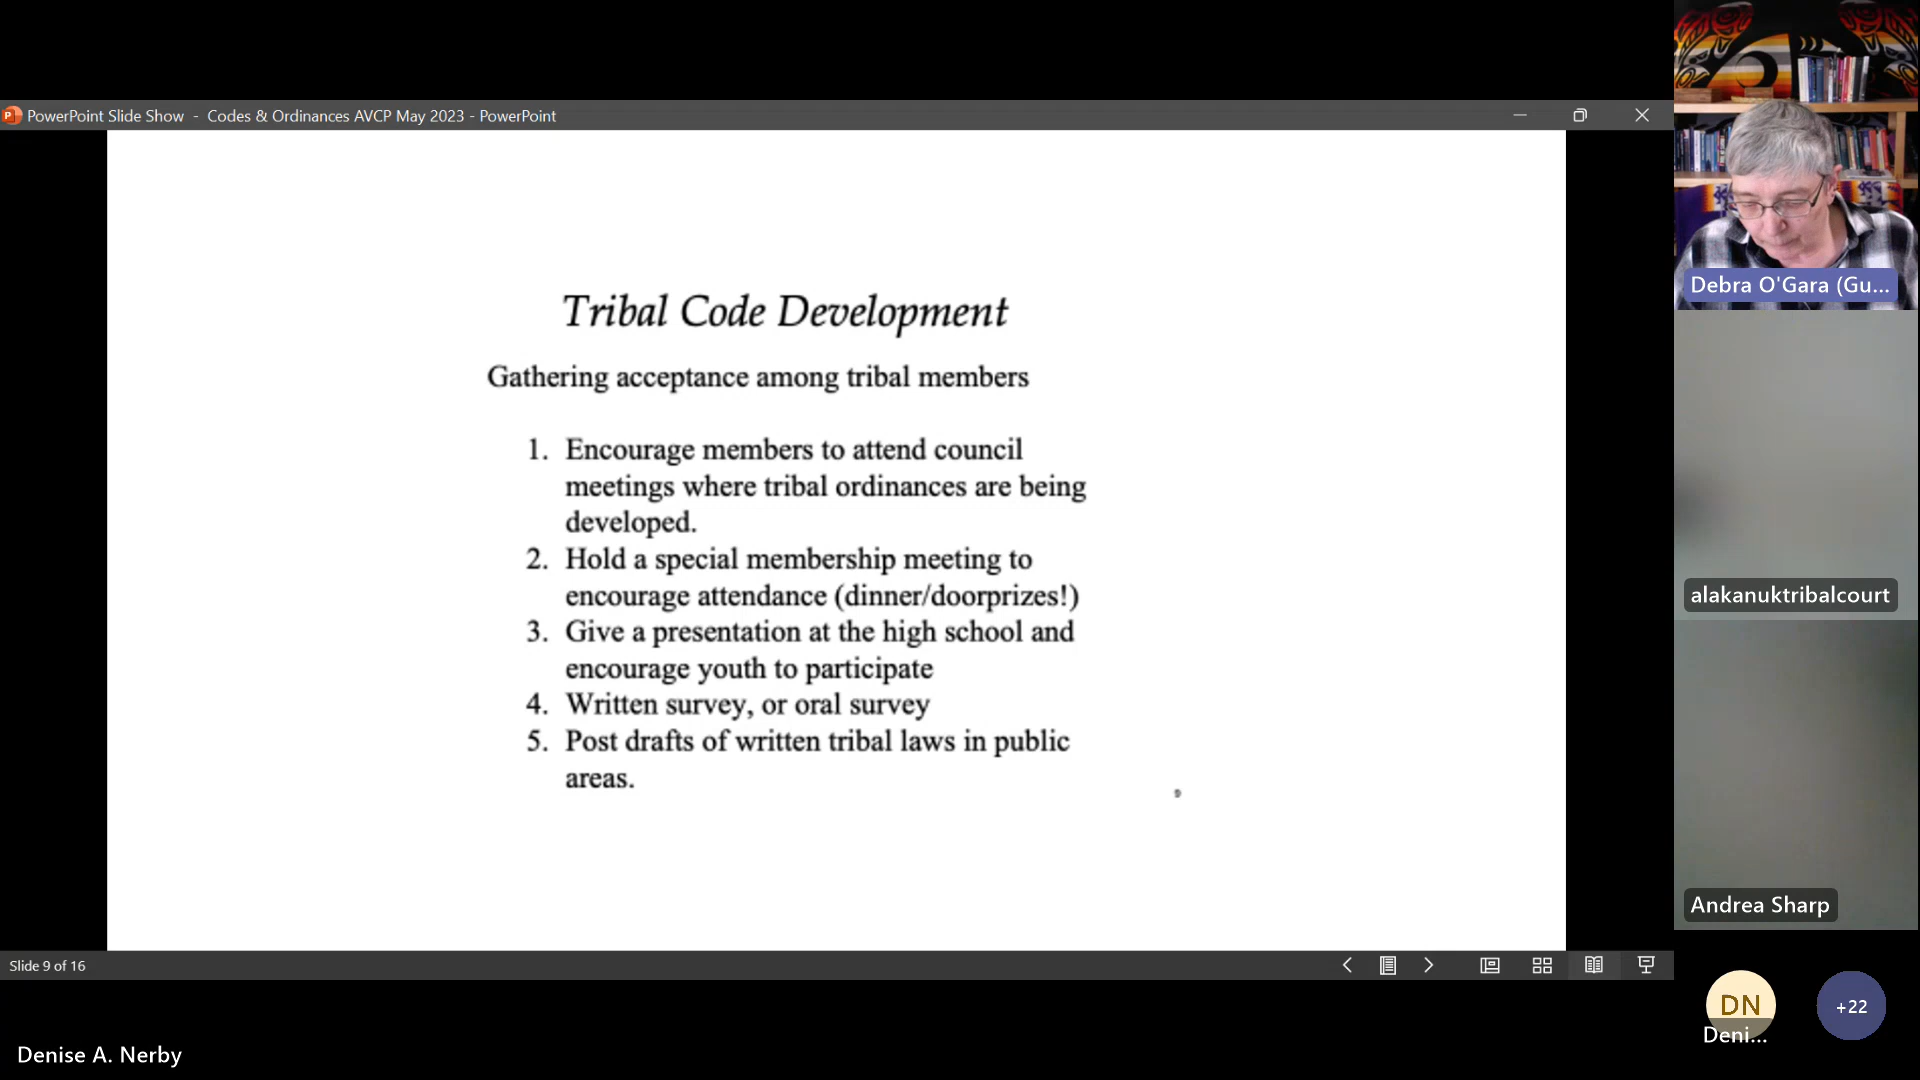 PowerPoint Slide Show - Codes & Ordinances AVCP May 2023 - PowerPoint
Tribal Code Development
Gathering acceptance among tribal members
1. Encourage members to attend council
meetings where tribal ordinances are being
developed.
2. Hold a special membership meeting to
encourage attendance (dinner/doorprizes!)
3. Give a presentation at the high school and
encourage youth to participate
4. Written survey, or oral survey
5. Post drafts of written tribal laws in public
areas.
9
Slide 9 of 16
Debra O'Gara (Gu...
alakanuktribalcourt
Andrea Sharp
DN
Deni...
+22
Denise A. Nerby